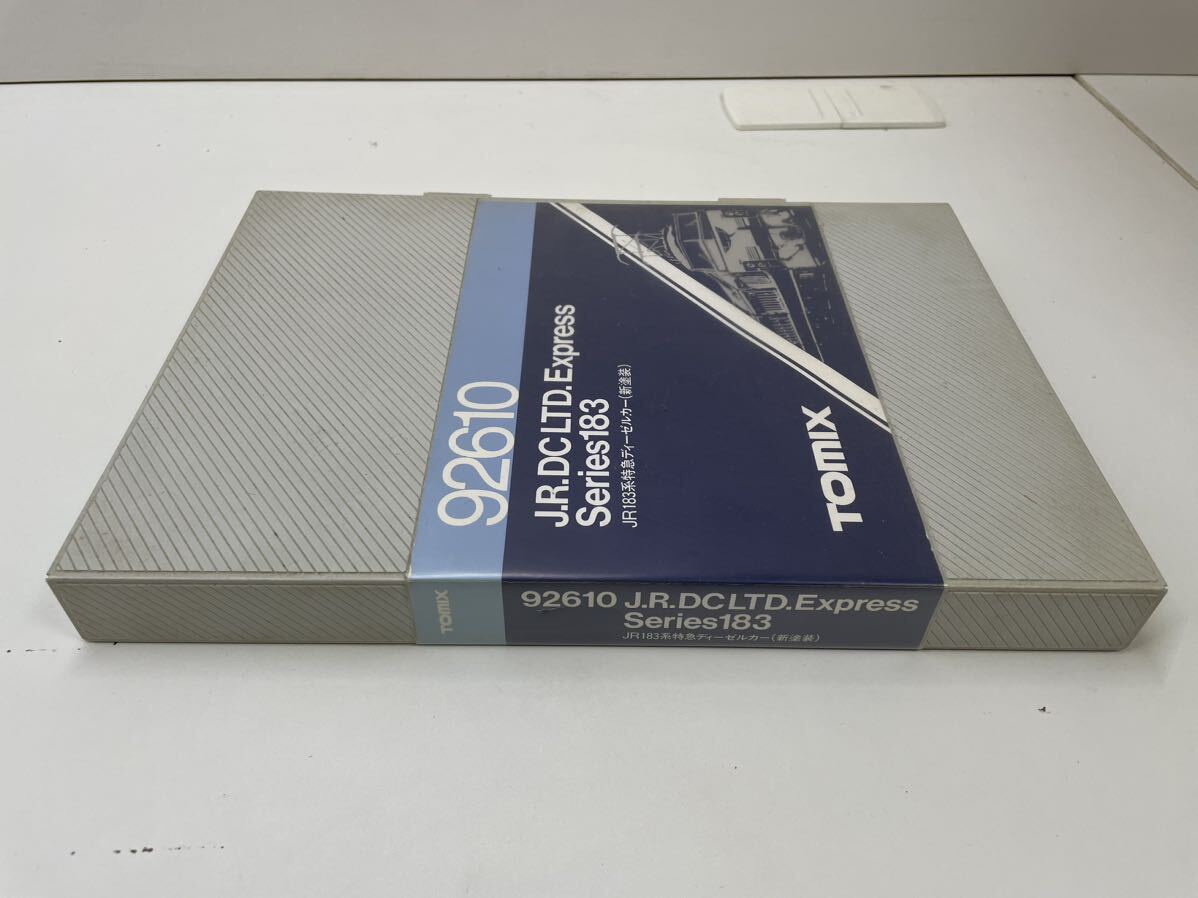 92610
J.R.DC LTD.Express
Series183
JR183系特急ディーゼルカー(新塗装)
TOMIX
TOMIX
92610 J.R.DC LTD.Express
Series183
JR183系特急ディーゼルカー(新塗装)